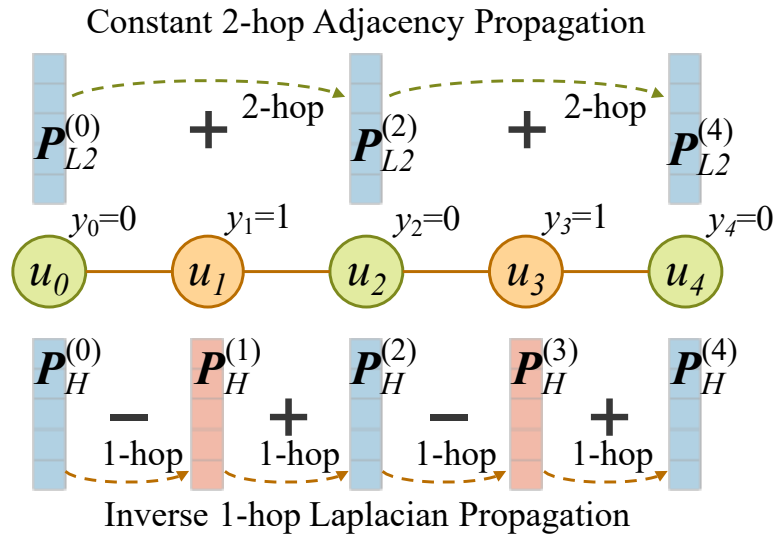 Constant 2-hop Adjacency Propagation
P_{L2}^{(0)} + 2-hop P_{L2}^{(2)} + 2-hop P_{L2}^{(4)}
y_0=0 y_1=1 y_2=0 y_3=1 y_4=0
u_0 u_1 u_2 u_3 u_4
P_H^{(0)} − P_H^{(1)} + P_H^{(2)} − P_H^{(3)} + P_H^{(4)}
1-hop 1-hop 1-hop 1-hop
Inverse 1-hop Laplacian Propagation